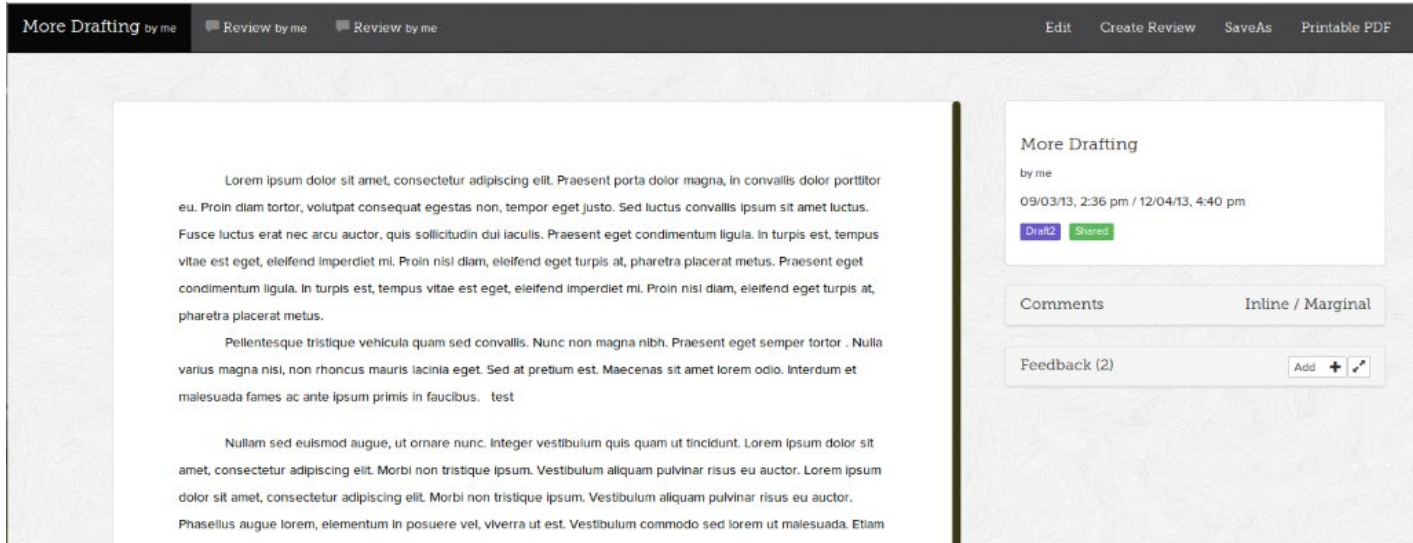 More Drafting by me
Review by me
Review by me
Edit
Create Review
SaveAs
Printable PDF
Lorem ipsum dolor sit amet, consectetur adipiscing elit. Praesent porta dolor magna, in convallis dolor porttitor
eu. Proin diam tortor, volutpat consequat egestas non, tempor eget justo. Sed luctus convallis ipsum sit amet luctus.
Fusce luctus erat nec arcu auctor, quis sollicitudin dui iaculis. Praesent eget condimentum ligula. In turpis est, tempus
vitae est eget, eleifend imperdiet mi. Proin nisl diam, eleifend eget turpis at, pharetra placerat metus. Praesent eget
condimentum ligula. In turpis est, tempus vitae est eget, eleifend imperdiet mi. Proin nisl diam, eleifend eget turpis at,
pharetra placerat metus.
Pellentesque tristique vehicula quam sed convallis. Nunc non magna nibh. Praesent eget semper tortor . Nulla
varius magna nisi, non rhoncus mauris lacinia eget. Sed at pretium est. Maecenas sit amet lorem odio. Interdum et
malesuada fames ac ante ipsum primis in faucibus. test
Nullam sed euismod augue, ut ornare nunc. Integer vestibulum quis quam ut tincidunt. Lorem ipsum dolor sit
amet, consectetur adipiscing elit. Morbi non tristique ipsum. Vestibulum aliquam pulvinar risus eu auctor. Lorem ipsum
dolor sit amet, consectetur adipiscing elit. Morbi non tristique ipsum. Vestibulum aliquam pulvinar risus eu auctor.
Phasellus augue lorem, elementum in posuere vel, viverra ut est. Vestibulum commodo sed lorem ut malesuada. Etiam
More Drafting
by me
09/03/13, 2:36 pm / 12/04/13, 4:40 pm
Draft2 Shared
Comments Inline / Marginal
Feedback (2) Add